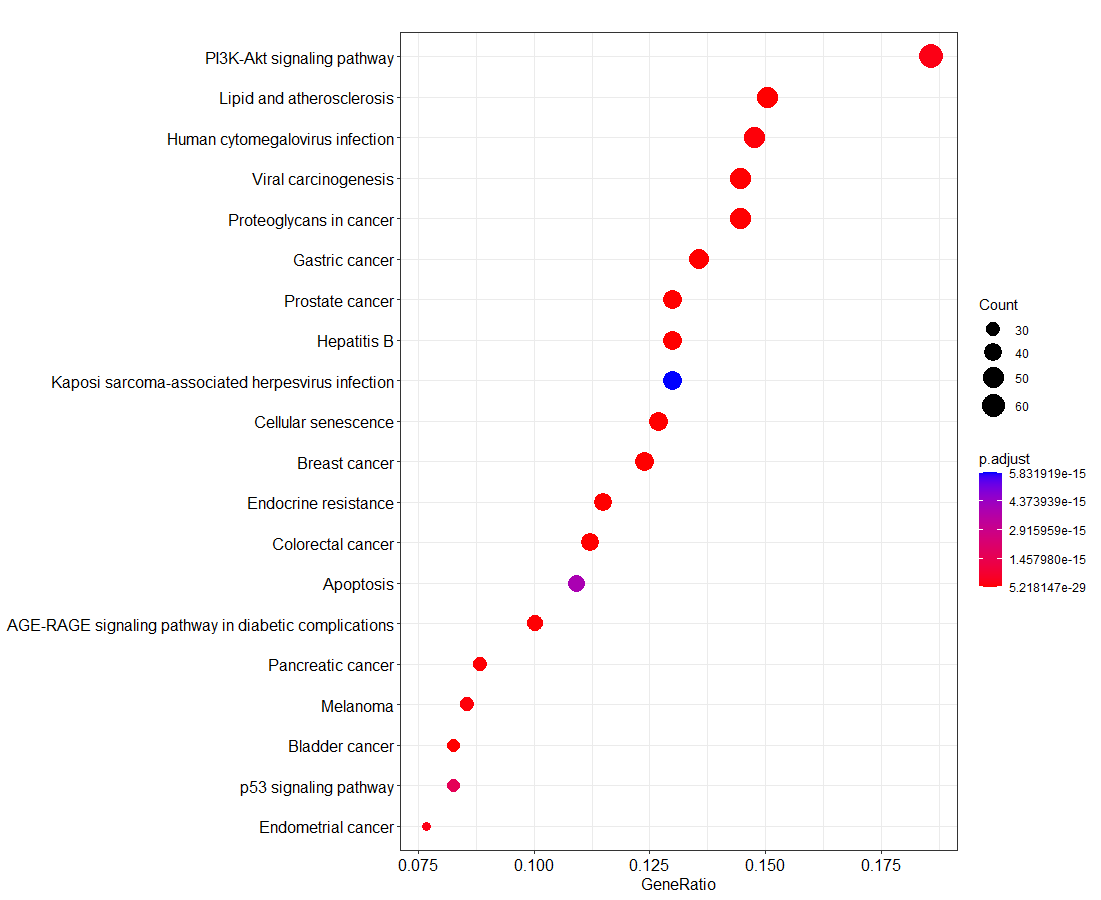 PI3K-Akt signaling pathway
Lipid and atherosclerosis
Human cytomegalovirus infection
Viral carcinogenesis
Proteoglycans in cancer
Gastric cancer
Prostate cancer
Hepatitis B
Kaposi sarcoma-associated herpesvirus infection
Cellular senescence
Breast cancer
Endocrine resistance
Colorectal cancer
Apoptosis
AGE-RAGE signaling pathway in diabetic complications
Pancreatic cancer
Melanoma
Bladder cancer
p53 signaling pathway
Endometrial cancer
0.075 0.100 0.125 0.150 0.175
GeneRatio
Count
30
40
50
60
p.adjust
5.831919e-15
4.373939e-15
2.915959e-15
1.457980e-15
5.218147e-29